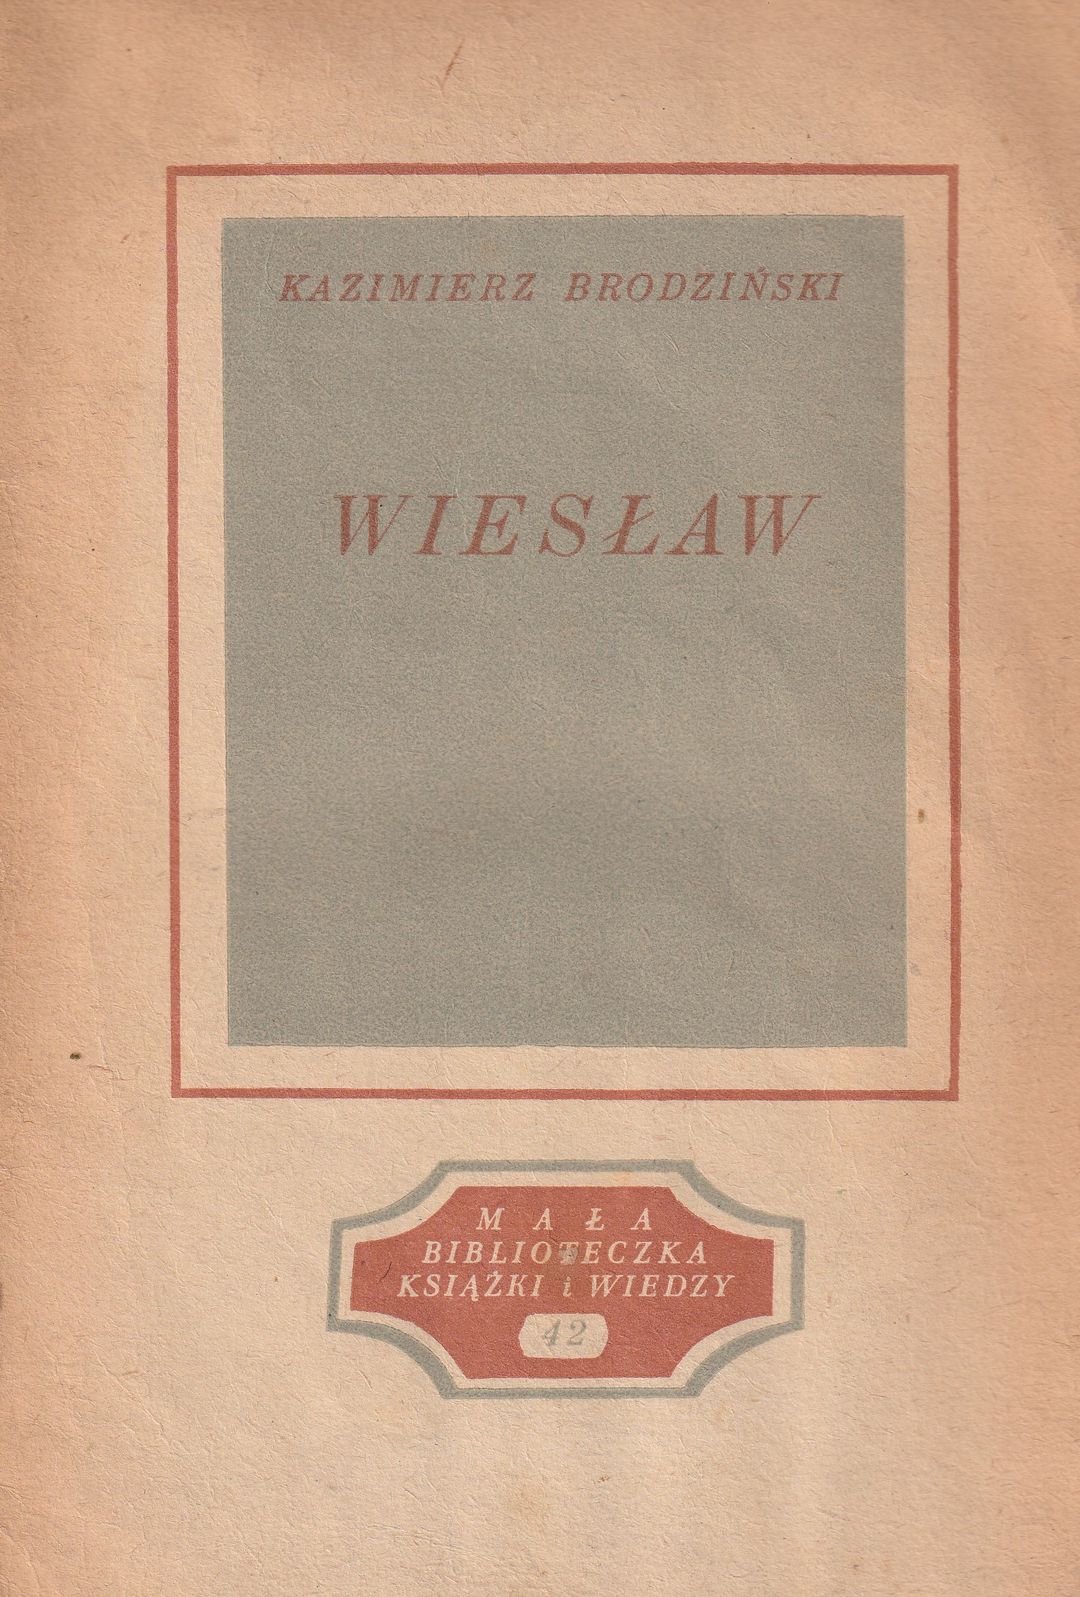 KAZIMIERZ BRODZIŃSKI
WIESŁAW
MAŁA
BIBLIOTECZKA
KSIĄŻKI i WIEDZY
42